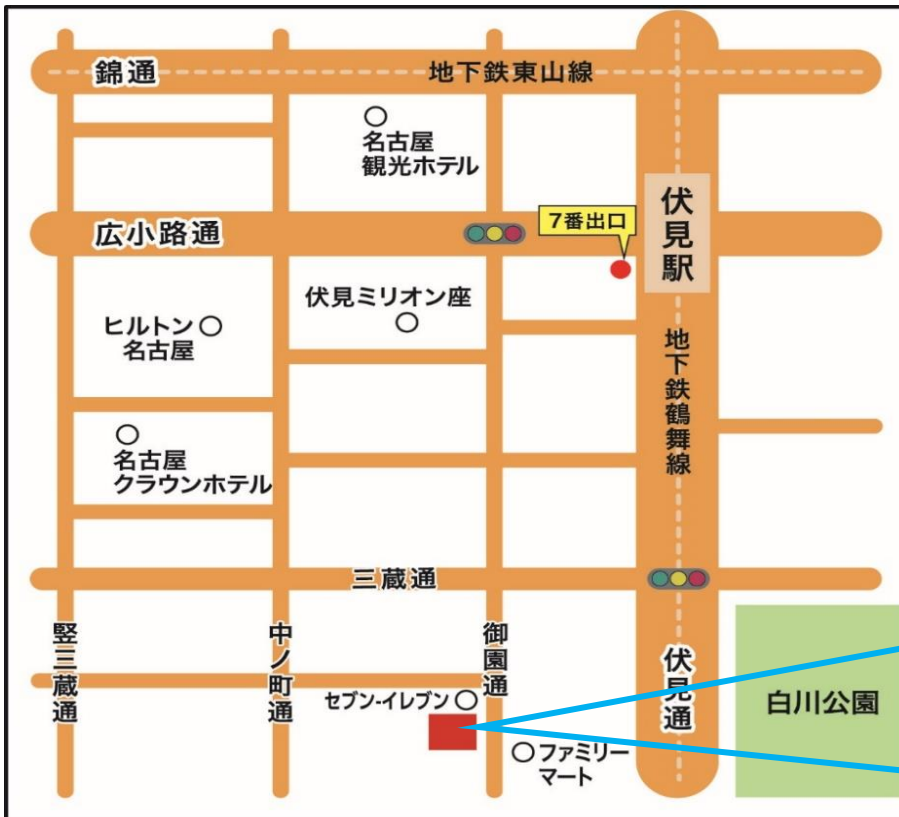 錦通
地下鉄東山線
名古屋
観光ホテル
広小路通
7番出口
伏見駅
ヒルトン
名古屋
伏見ミリオン座
地下鉄鶴舞線
名古屋
クラウンホテル
三蔵通
竪三蔵通
中ノ町通
御園通
伏見通
セブン-イレブン
ファミリー
マート
白川公園